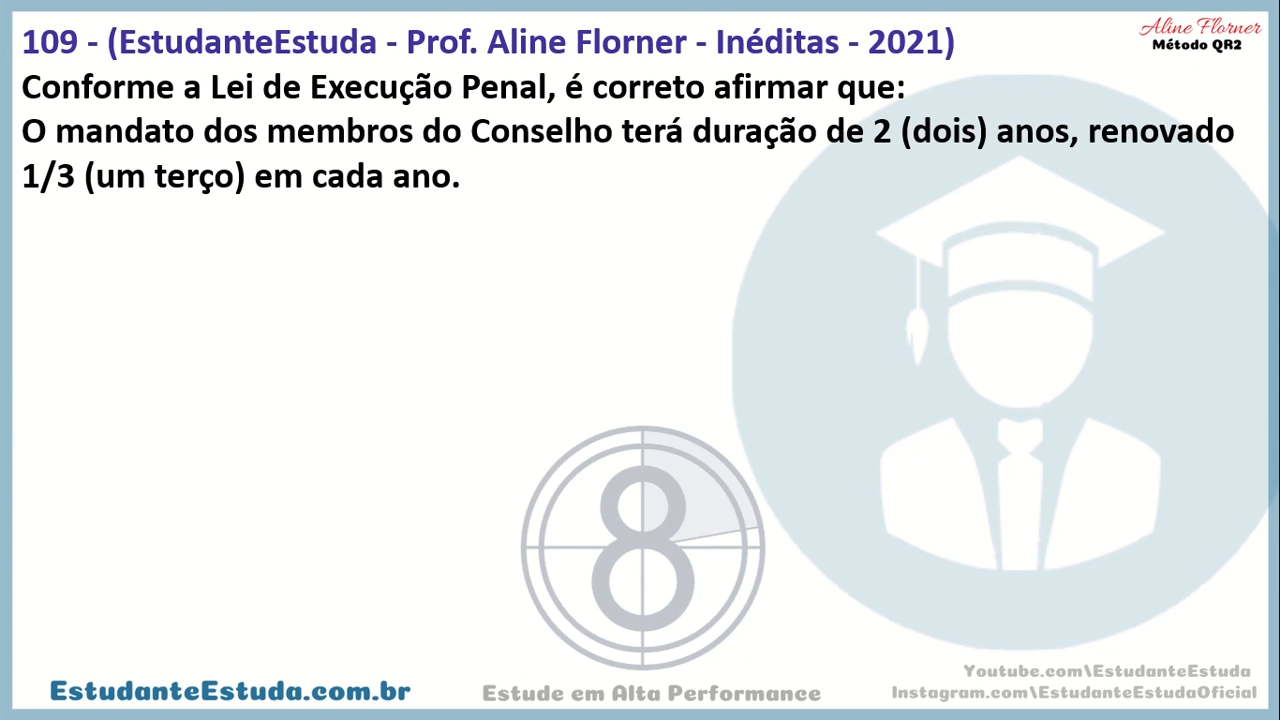 109 - (EstudanteEstuda - Prof. Aline Florner - Inéditas - 2021)
Aline Florner
Método QR2
Conforme a Lei de Execução Penal, é correto afirmar que:
O mandato dos membros do Conselho terá duração de 2 (dois) anos, renovado
1/3 (um terço) em cada ano.
8
EstudanteEstuda.com.br
Estude em Alta Performance
Youtube.com\EstudanteEstuda
Instagram.com\EstudanteEstudaOficial